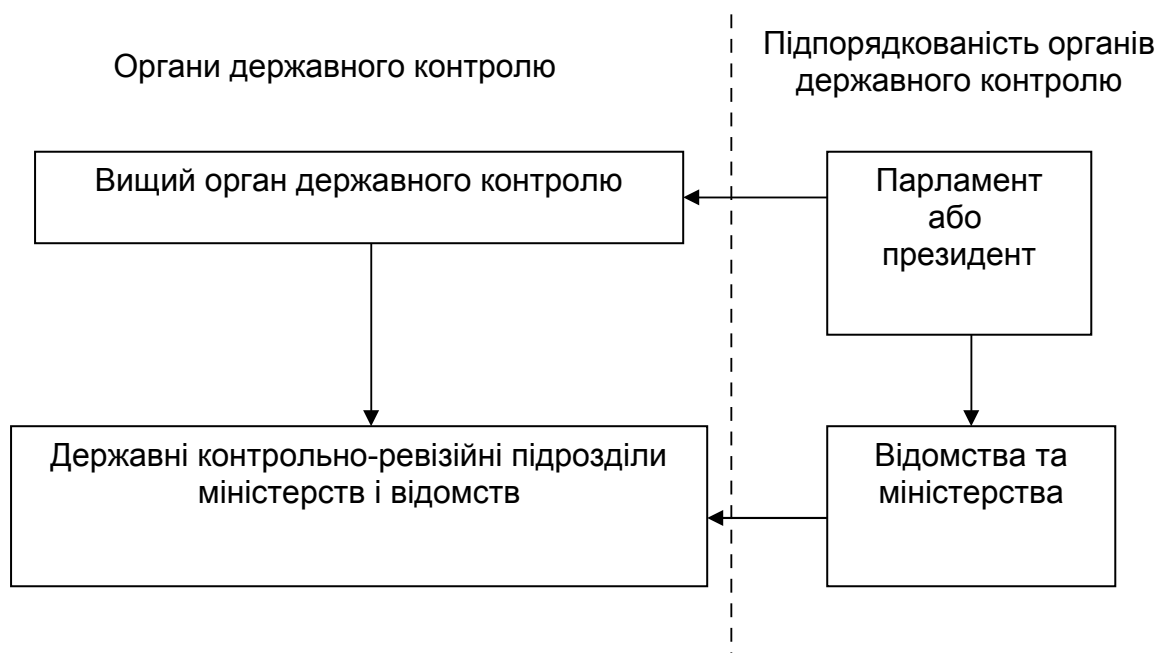 Органи державного контролю
Підпорядкованість органів
державного контролю
Вищий орган державного контролю
Парламент
або
президент
Державні контрольно-ревізійні підрозділи
міністерств і відомств
Відомства та
міністерства